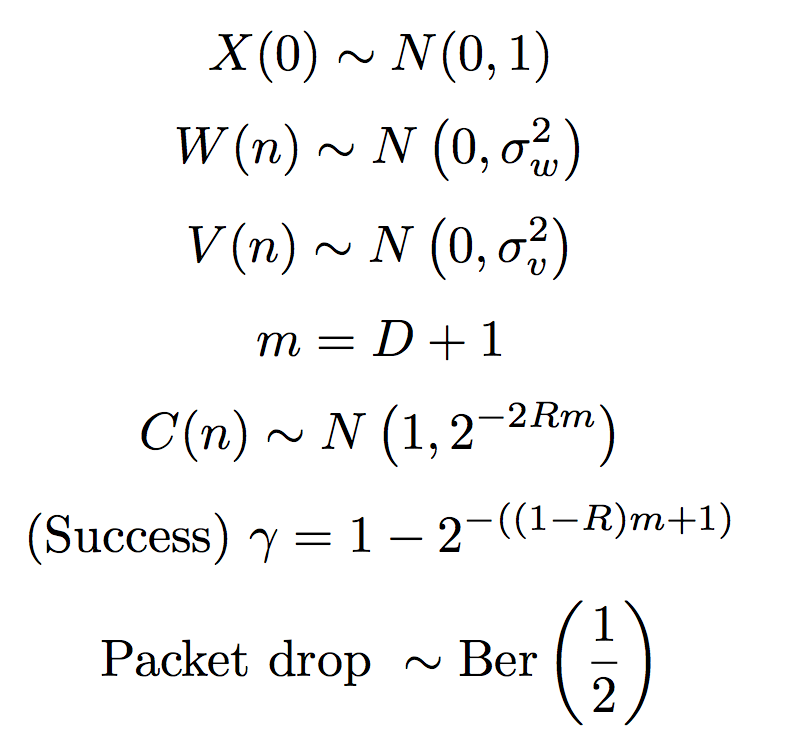 X(0) ∼ N(0, 1)
W(n) ∼ N (0, σ_w^2)
V(n) ∼ N (0, σ_v^2)
m = D + 1
C(n) ∼ N (1, 2^{−2Rm})
(Success) γ = 1 − 2^{−((1−R)m+1)}
Packet drop ∼ Ber (1/2)